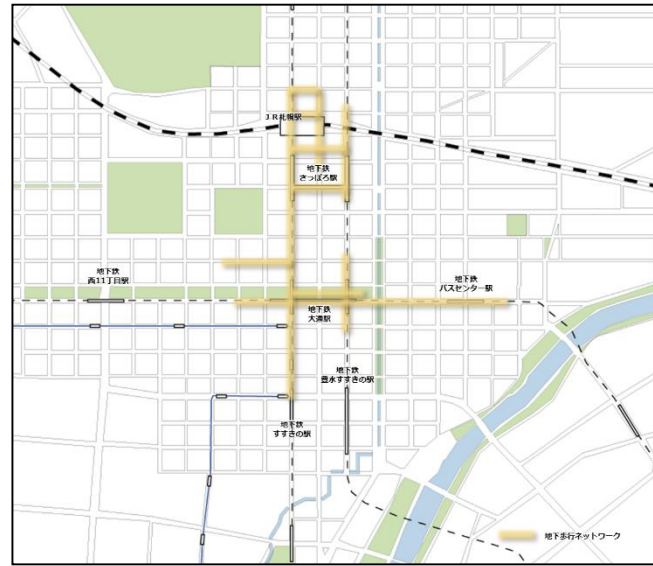 JR札幌駅
地下鉄
さっぽろ駅
地下鉄
西11丁目駅
地下鉄
バスセンター駅
地下鉄
大通駅
地下鉄
豊水すすきの駅
地下鉄
すすきの駅
地下歩行ネットワーク